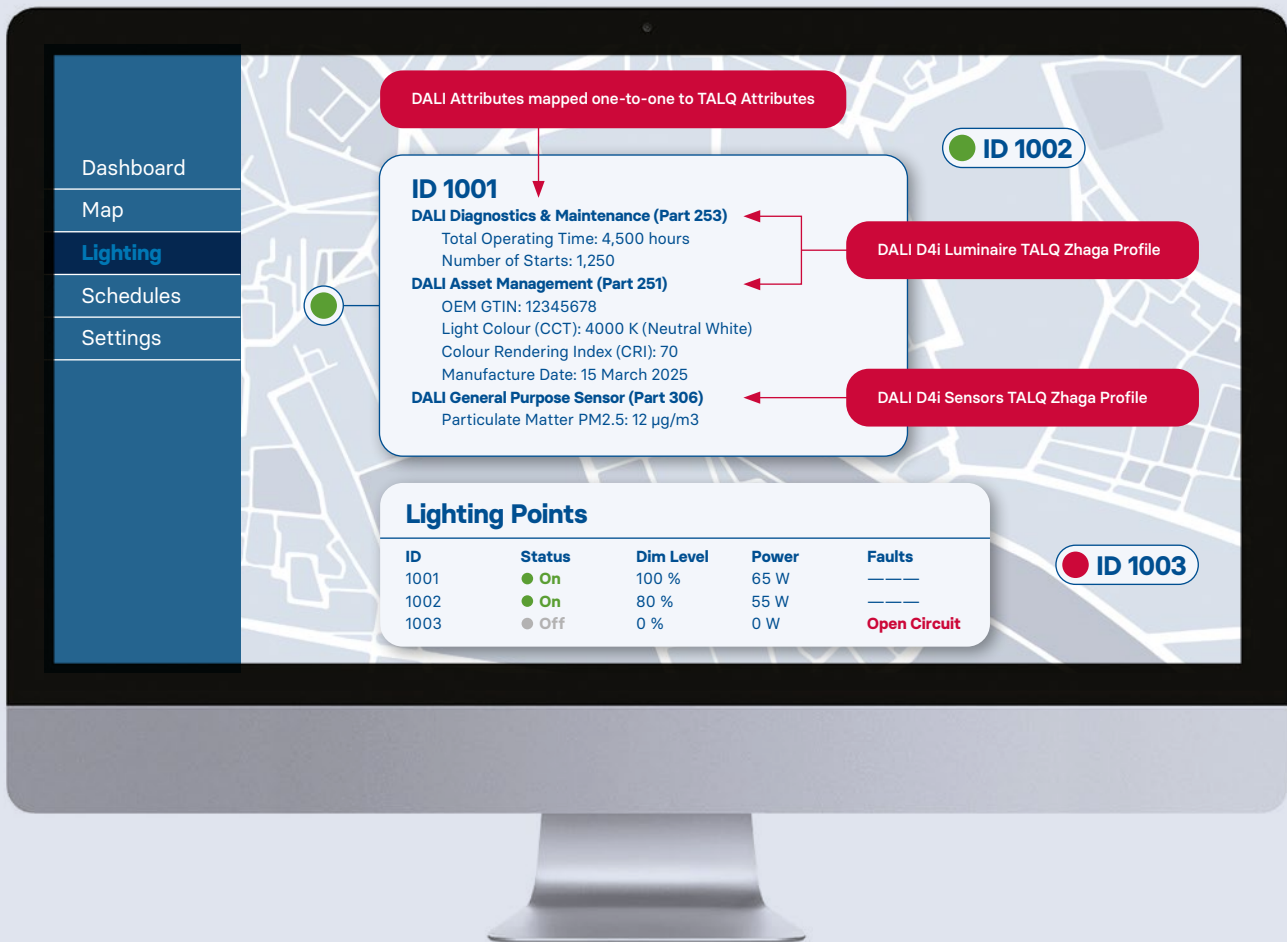 DALI Attributes mapped one-to-one to TALQ Attributes
ID 1002
Dashboard
Map
Lighting
Schedules
Settings
ID 1001
DALI Diagnostics & Maintenance (Part 253)
Total Operating Time: 4,500 hours
Number of Starts: 1,250
DALI Asset Management (Part 251)
OEM GTIN: 12345678
Light Colour (CCT): 4000 K (Neutral White)
Colour Rendering Index (CRI): 70
Manufacture Date: 15 March 2025
DALI General Purpose Sensor (Part 306)
Particulate Matter PM2.5: 12 µg/m3
DALI D4i Luminaire TALQ Zhaga Profile
DALI D4i Sensors TALQ Zhaga Profile
Lighting Points
ID Status Dim Level Power Faults
1001 On 100 % 65 W ———
1002 On 80 % 55 W ———
1003 Off 0 % 0 W Open Circuit
ID 1003